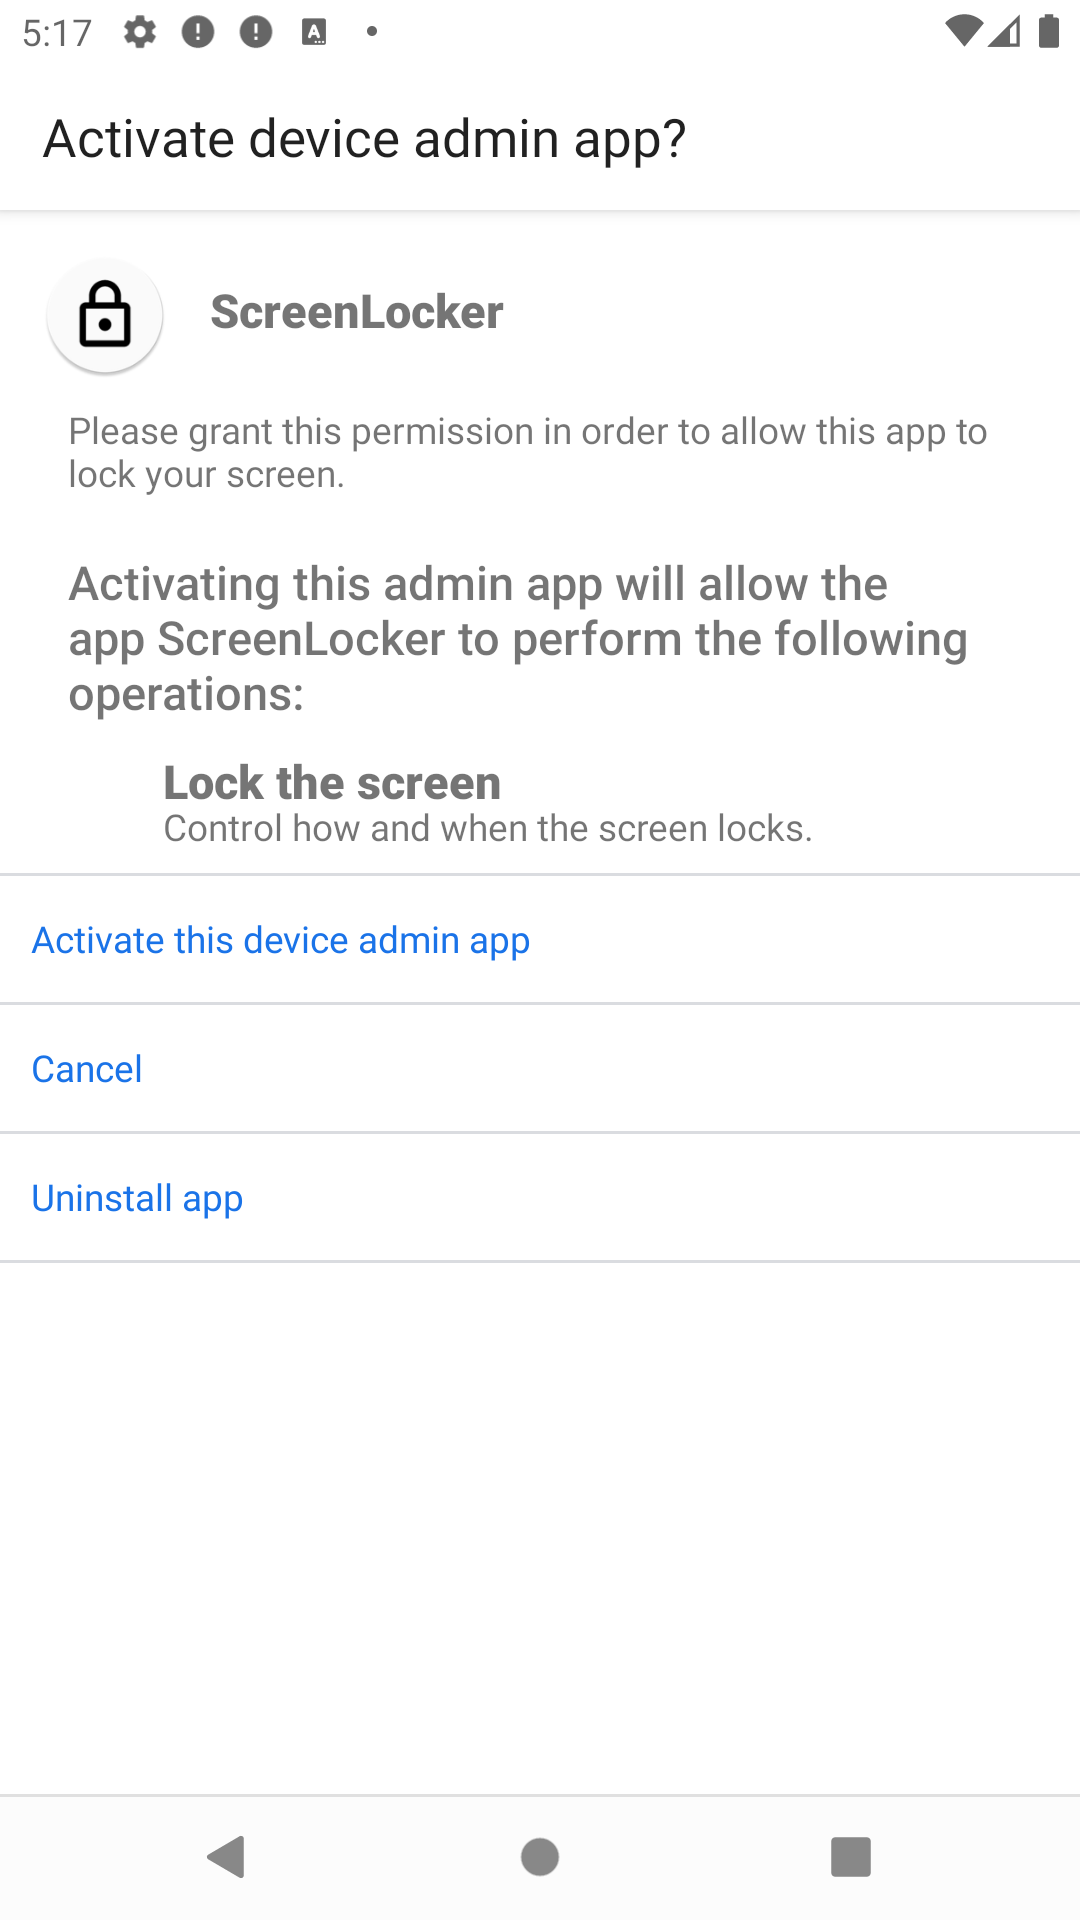 5:17
Activate device admin app?
ScreenLocker
Please grant this permission in order to allow this app to
lock your screen.
Activating this admin app will allow the
app ScreenLocker to perform the following
operations:
Lock the screen
Control how and when the screen locks.
Activate this device admin app
Cancel
Uninstall app